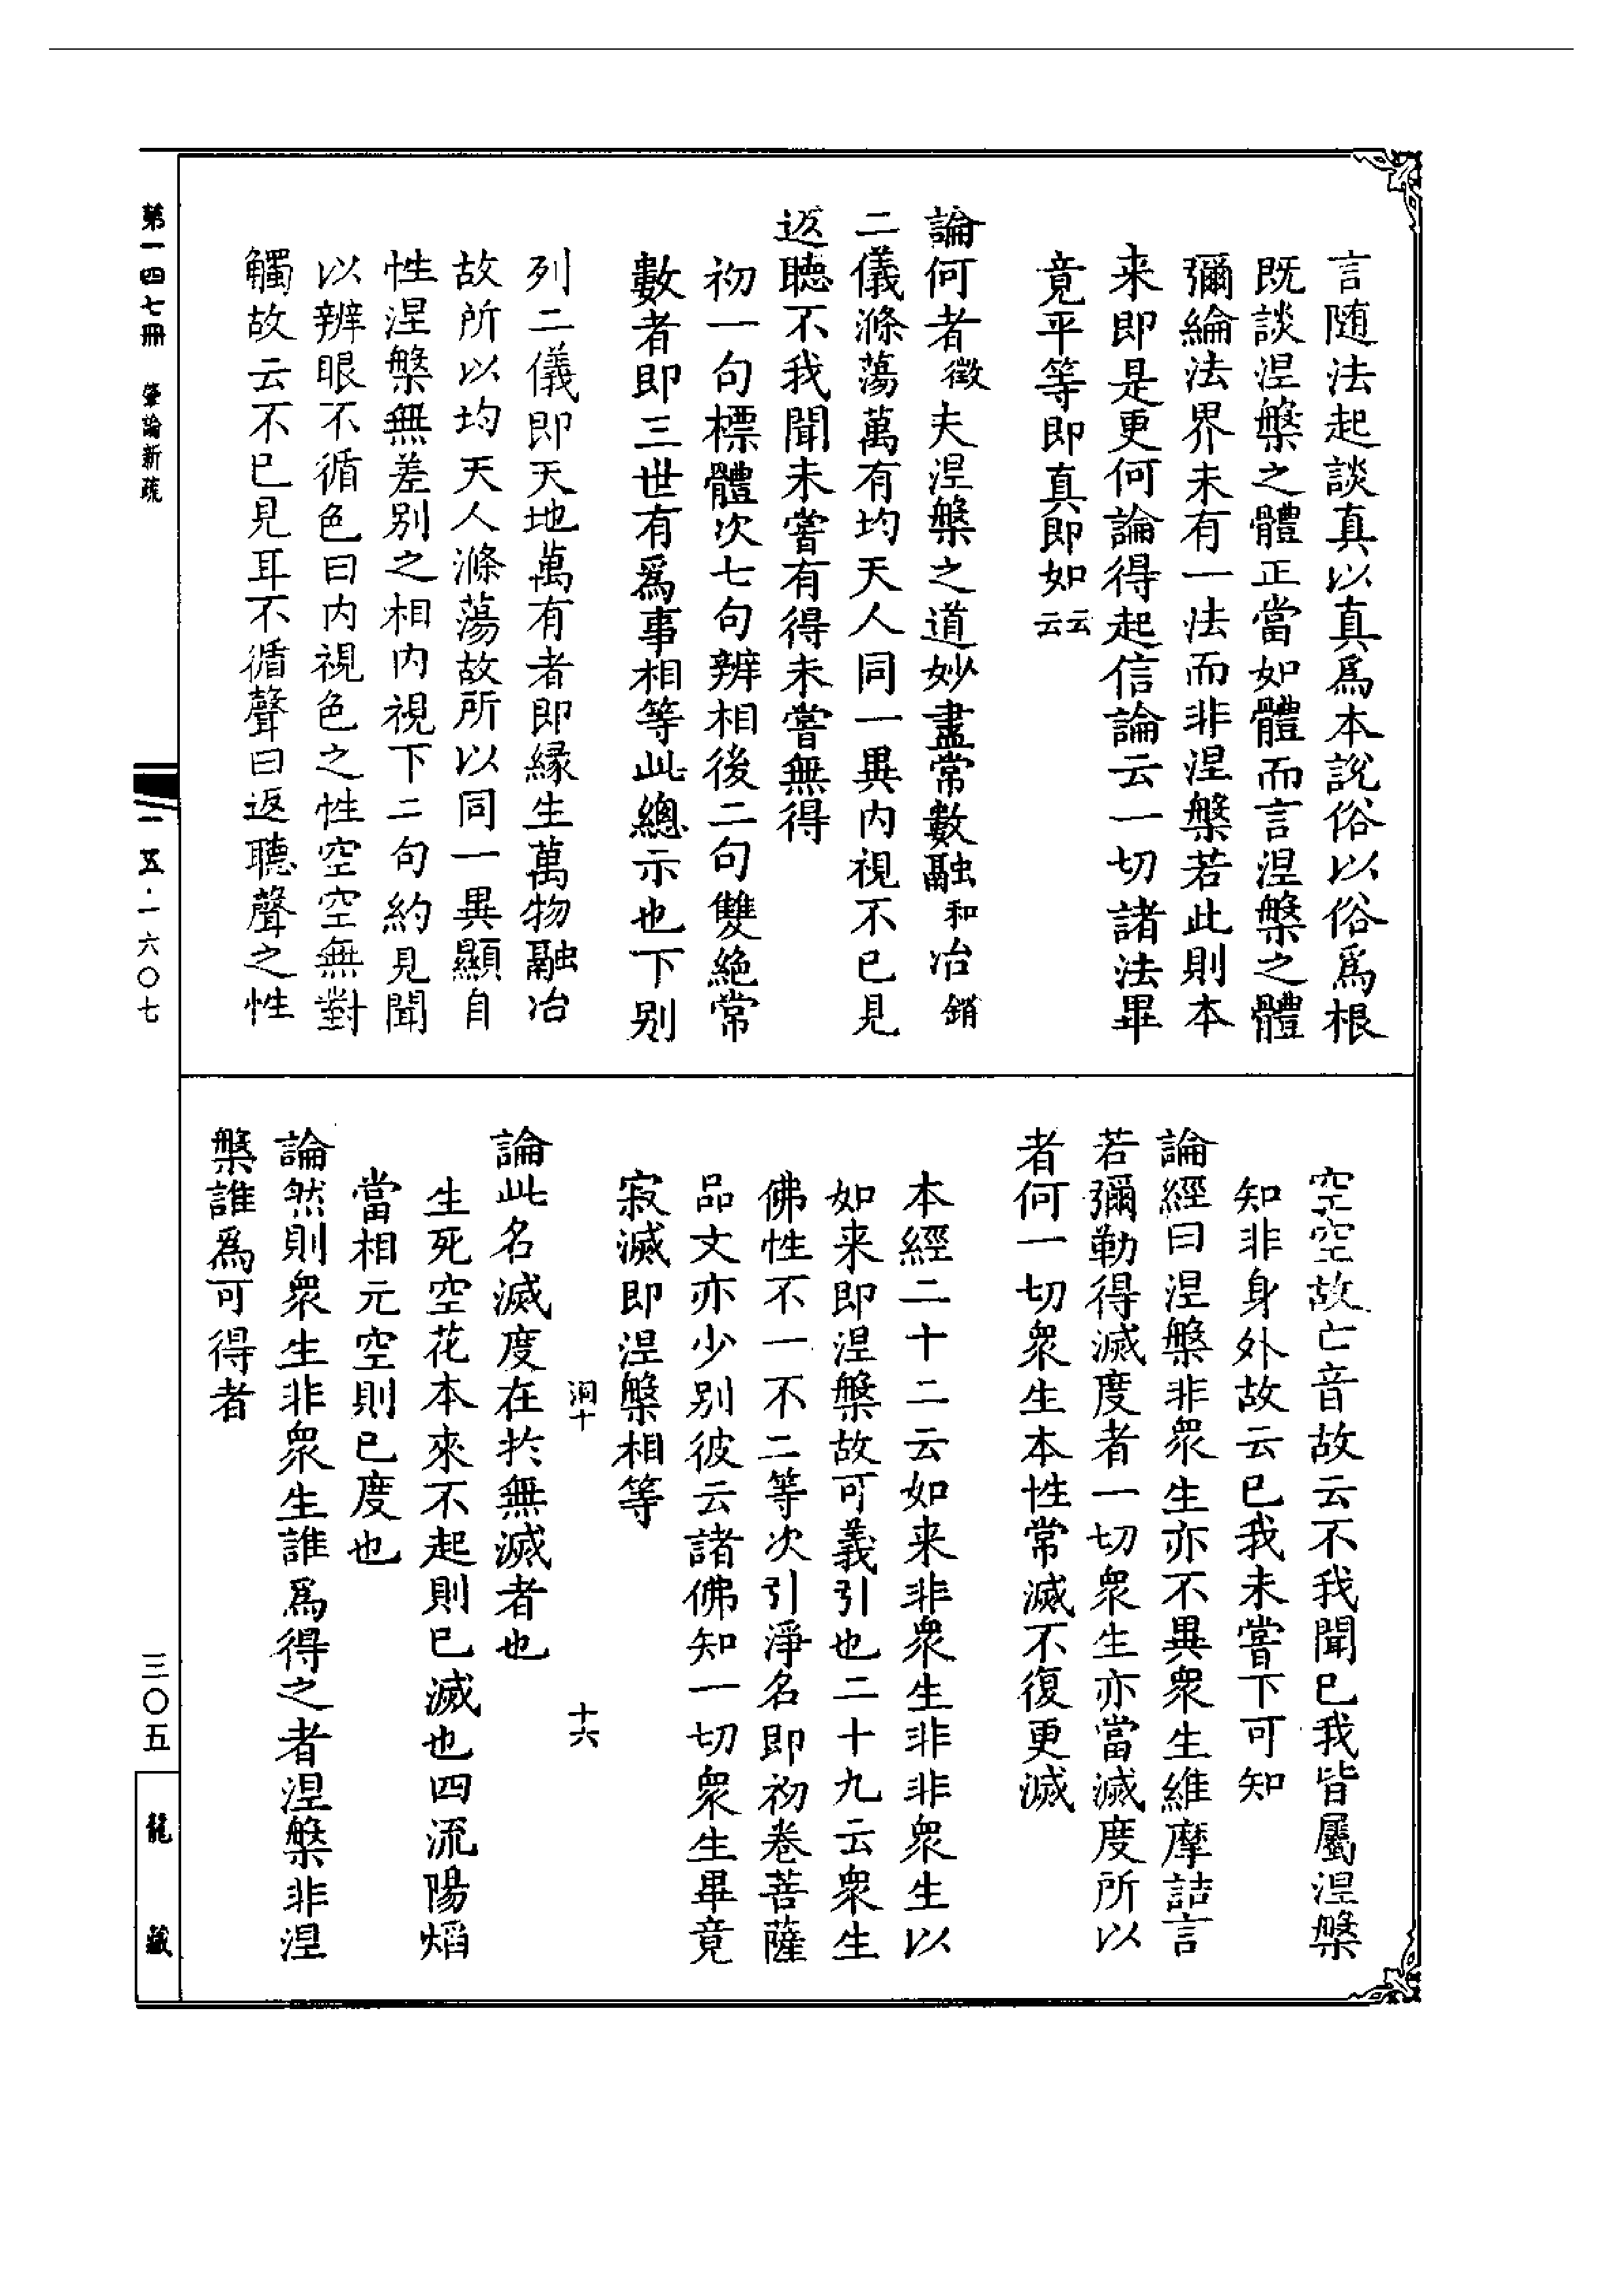 言随法起談真以真爲本說俗以俗爲根
既談涅槃之體正當如體而言涅槃之體
彌綸法界未有一法而非涅槃若此則本
来即是更何論得起信論云一切諸法畢
竟平等即真即如云云
論何者徵夫涅槃之道妙盡常數融和冶銷
二儀滌蕩萬有均天人同一異内視不已見
返聴不我聞未嘗有得未嘗無得
初一句標體次七句辨相後二句雙絶常
數者即三世有爲事相等此總示也下别
列二儀即天地萬有者即縁生萬物融冶
故所以均天人滌蕩故所以同一異顯自
性涅槃無差别之相内視下二句約見聞
以辨眼不循色曰内視色之性空空無對
觸故云不已見耳不循聲曰返聽聲之性
空空故亡音故云不我聞已我皆屬涅槃
知非身外故云已我未嘗下可知
論經曰涅槃非衆生亦不異衆生維摩詰言
若彌勒得滅度者一切衆生亦當滅度所以
者何一切衆生本性常滅不復更滅
本經二十二云如来非衆生非非衆生以
如来即涅槃故可義引也二十九云衆生
佛性不一不二等次引淨名即初卷菩薩
品文亦少别彼云諸佛知一切衆生畢竟
寂滅即涅槃相等
洞十 十六
論此名滅度在扵無滅者也
生死空花本來不起則已滅也四流陽焰
當相元空則已度也
論然則衆生非衆生誰爲得之者涅槃非涅
槃誰爲可得者
第一四七冊 肇論新疏
一五·一六〇七
三〇五
龍藏